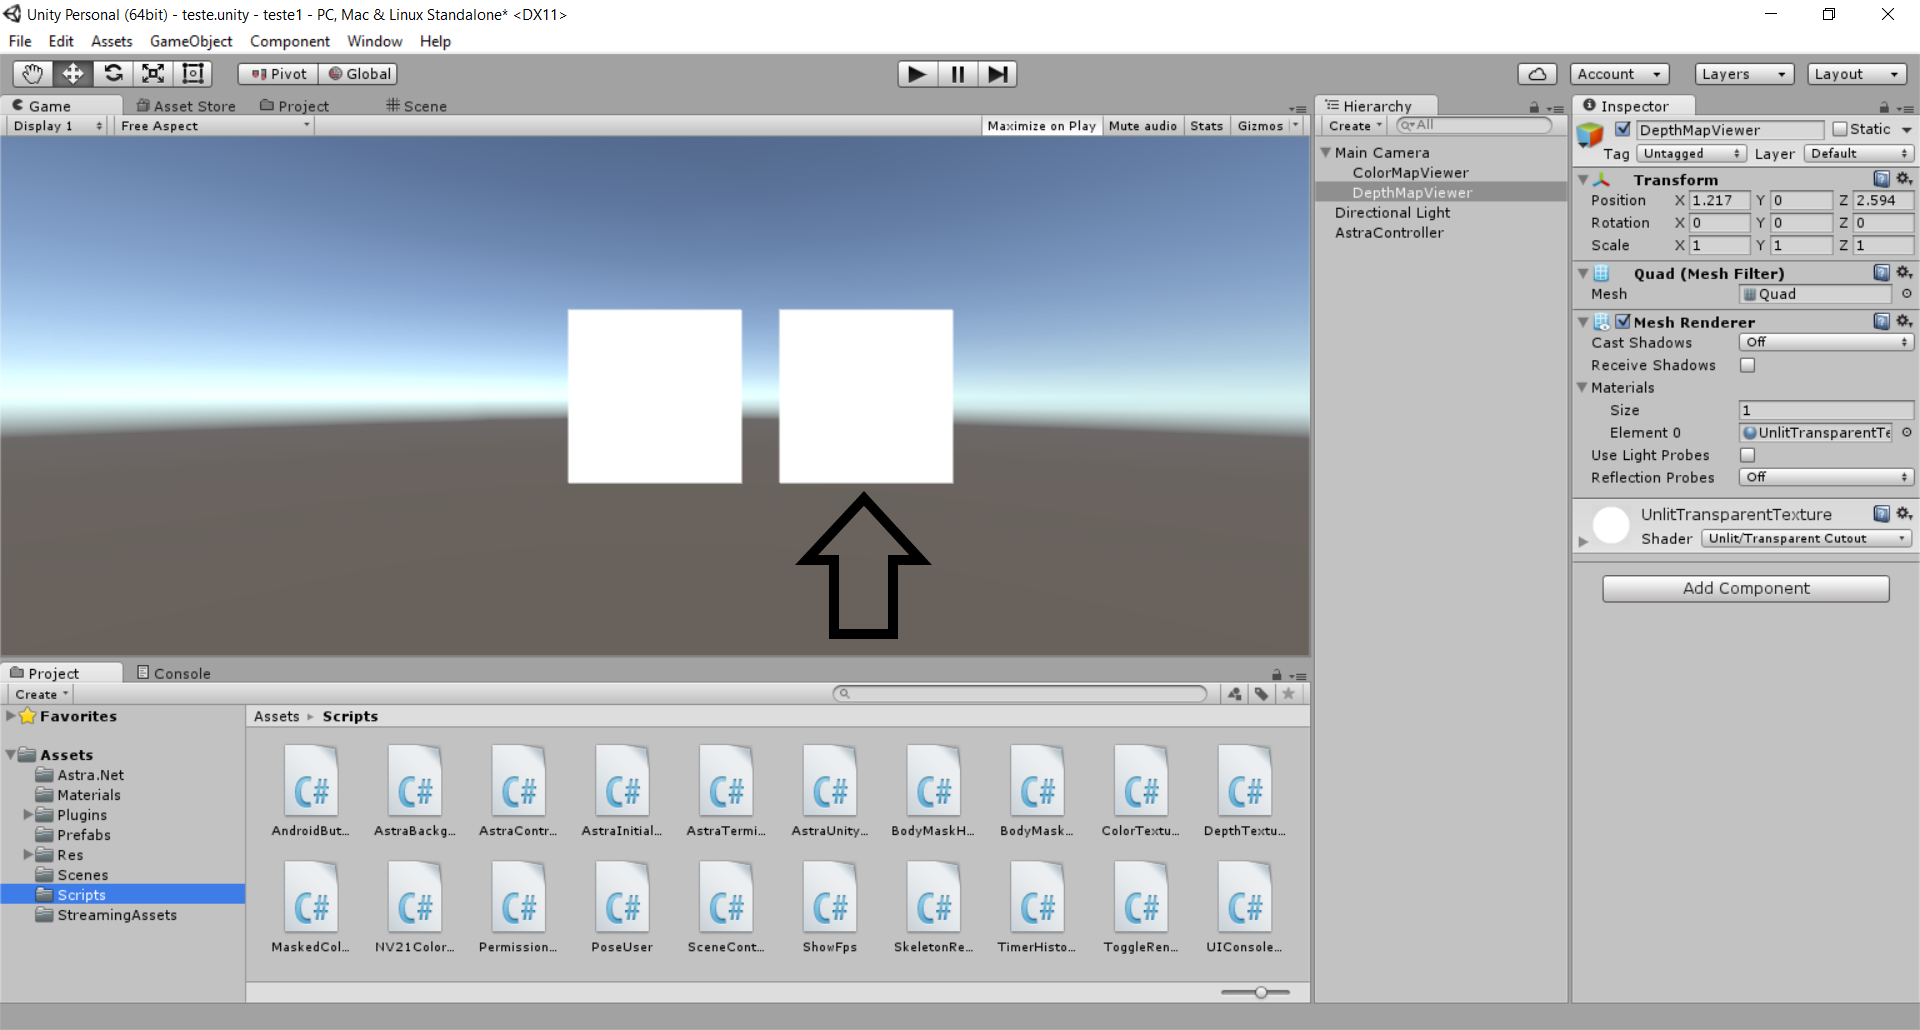 Unity Personal (64bit) - teste.unity - teste1 - PC, Mac & Linux Standalone* <DX11>
File Edit Assets GameObject Component Window Help
Pivot Global Account Layers Layout
Game Asset Store Project Scene
Display 1 Free Aspect Maximize on Play Mute audio Stats Gizmos
Hierarchy
Create All
Main Camera
ColorMapViewer
DepthMapViewer
Directional Light
AstraController
Inspector
DepthMapViewer Static
Tag Untagged Layer Default
Transform
Position X 1.217 Y 0 Z 2.594
Rotation X 0 Y 0 Z 0
Scale X 1 Y 1 Z 1
Quad (Mesh Filter)
Mesh Quad
Mesh Renderer
Cast Shadows Off
Receive Shadows
Materials
Size 1
Element 0 UnlitTransparentTe
Use Light Probes
Reflection Probes Off
UnlitTransparentTexture
Shader Unlit/Transparent Cutout
Add Component
Project Console
Create
Favorites
Assets
Astra.Net
Materials
Plugins
Prefabs
Res
Scenes
Scripts
StreamingAssets
Assets Scripts
C# C# C# C# C# C# C# C# C# C#
AndroidBut... AstraBackg... AstraContr... AstraInitial... AstraTermi... AstraUnity... BodyMaskH... BodyMask... ColorTextu... DepthTextu...
C# C# C# C# C# C# C# C# C# C#
MaskedCol... NV21Color... Permission... PoseUser SceneCont... ShowFps SkeletonRe... TimerHisto... ToggleRen... UIConsole...